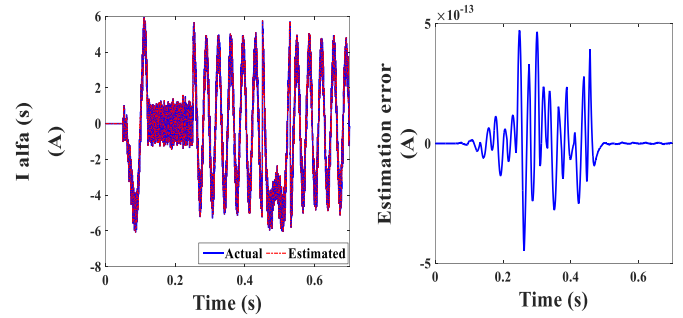 I alfa (s)
(A)
6
4
2
0
-2
-4
-6
-8
0
0.2
0.4
0.6
Time (s)
Actual
Estimated
Estimation error
(A)
×10⁻¹³
5
0
-5
0
0.2
0.4
0.6
Time (s)